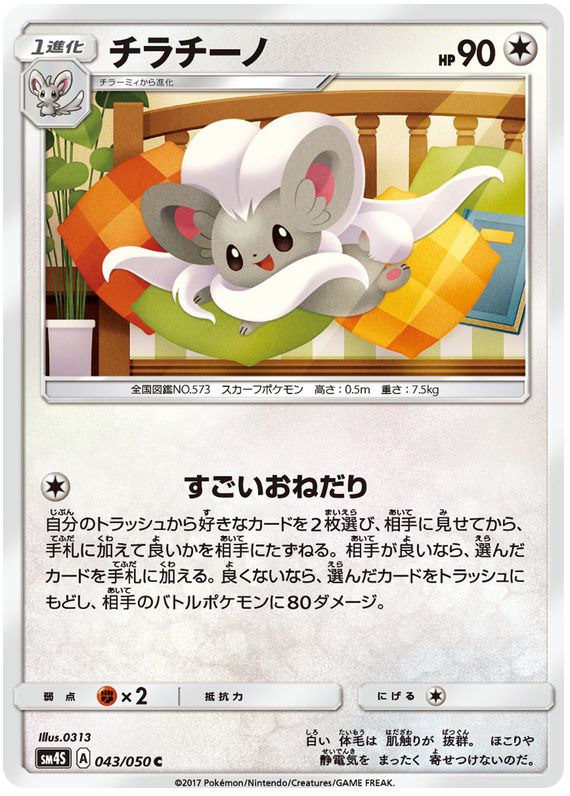 1進化
チラチーノ
HP 90
チラーミィから進化
全国図鑑NO.573 スカーフポケモン 高さ:0.5m 重さ:7.5kg
すごいおねだり
自分のトラッシュから好きなカードを2枚選び、相手に見せてから、
手札に加えて良いかを相手にたずねる。相手が良いなら、選んだ
カードを手札に加える。良くないなら、選んだカードをトラッシュに
もどし、相手のバトルポケモンに80ダメージ。
弱点 ×2 抵抗力 にげる
Illus.0313
SM4S A 043/050 C
白い 体毛は 肌触りが 抜群。 ほこりや
静電気を まったく 寄せつけないのだ。
©2017 Pokémon/Nintendo/Creatures/GAME FREAK.